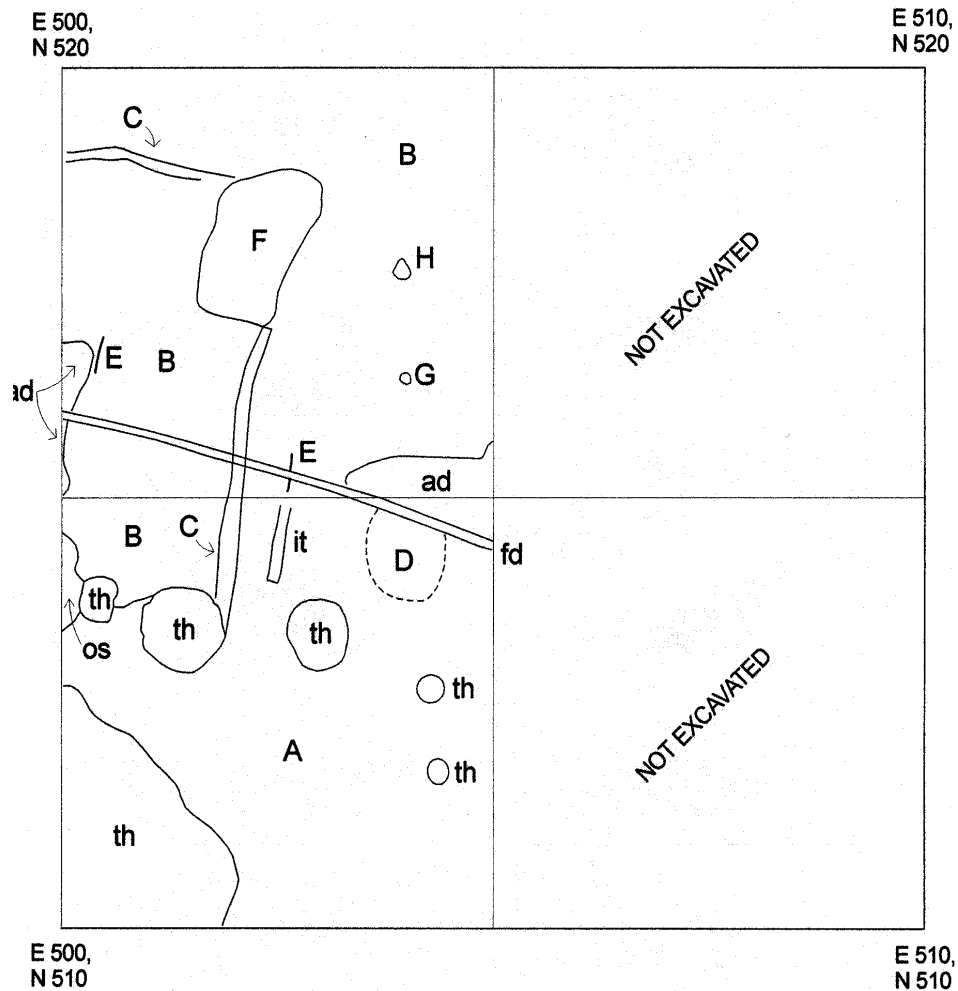 E 500,
N 520
E 510,
N 520
C
B
F
H
NOT EXCAVATED
E
B
G
ad
E
ad
B
C
it
D
fd
th
th
th
os
th
NOT EXCAVATED
A
th
th
E 500,
N 510
E 510,
N 510